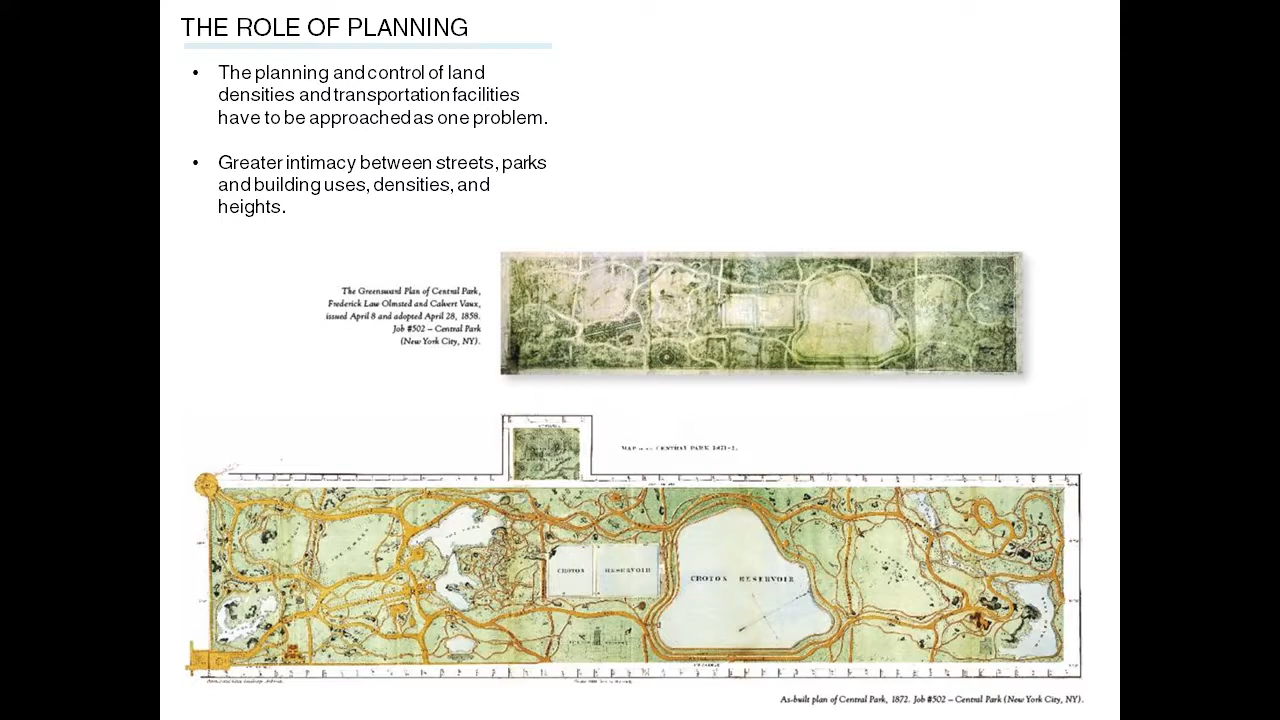 THE ROLE OF PLANNING
• The planning and control of land
densities and transportation facilities
have to be approached as one problem.
• Greater intimacy between streets, parks
and building uses, densities, and
heights.
The Greensward Plan of Central Park,
Frederick Law Olmsted and Calvert Vaux,
issued April 8 and adopted April 28, 1858.
Job #502 – Central Park
(New York City, NY).
CENTRAL PARK
CROTON RESERVOIR
CROTON RESERVOIR
As-built plan of Central Park, 1872. Job #502 – Central Park (New York City, NY).